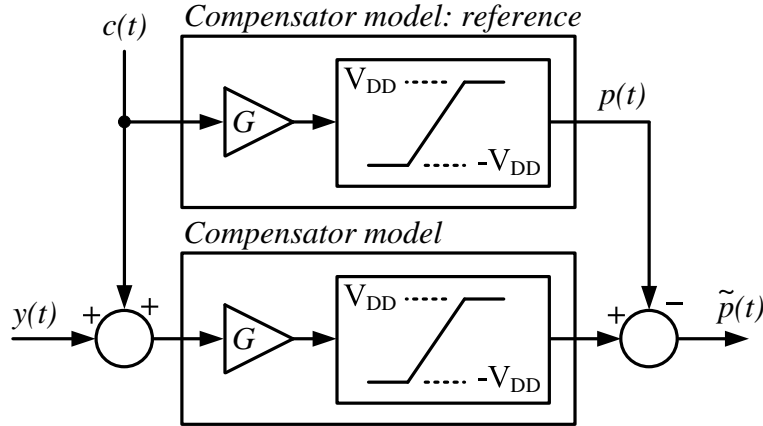 Compensator model: reference
c(t)
G
V_DD
-V_DD
p(t)
Compensator model
y(t)
+
+
G
V_DD
-V_DD
+
−
p̃(t)